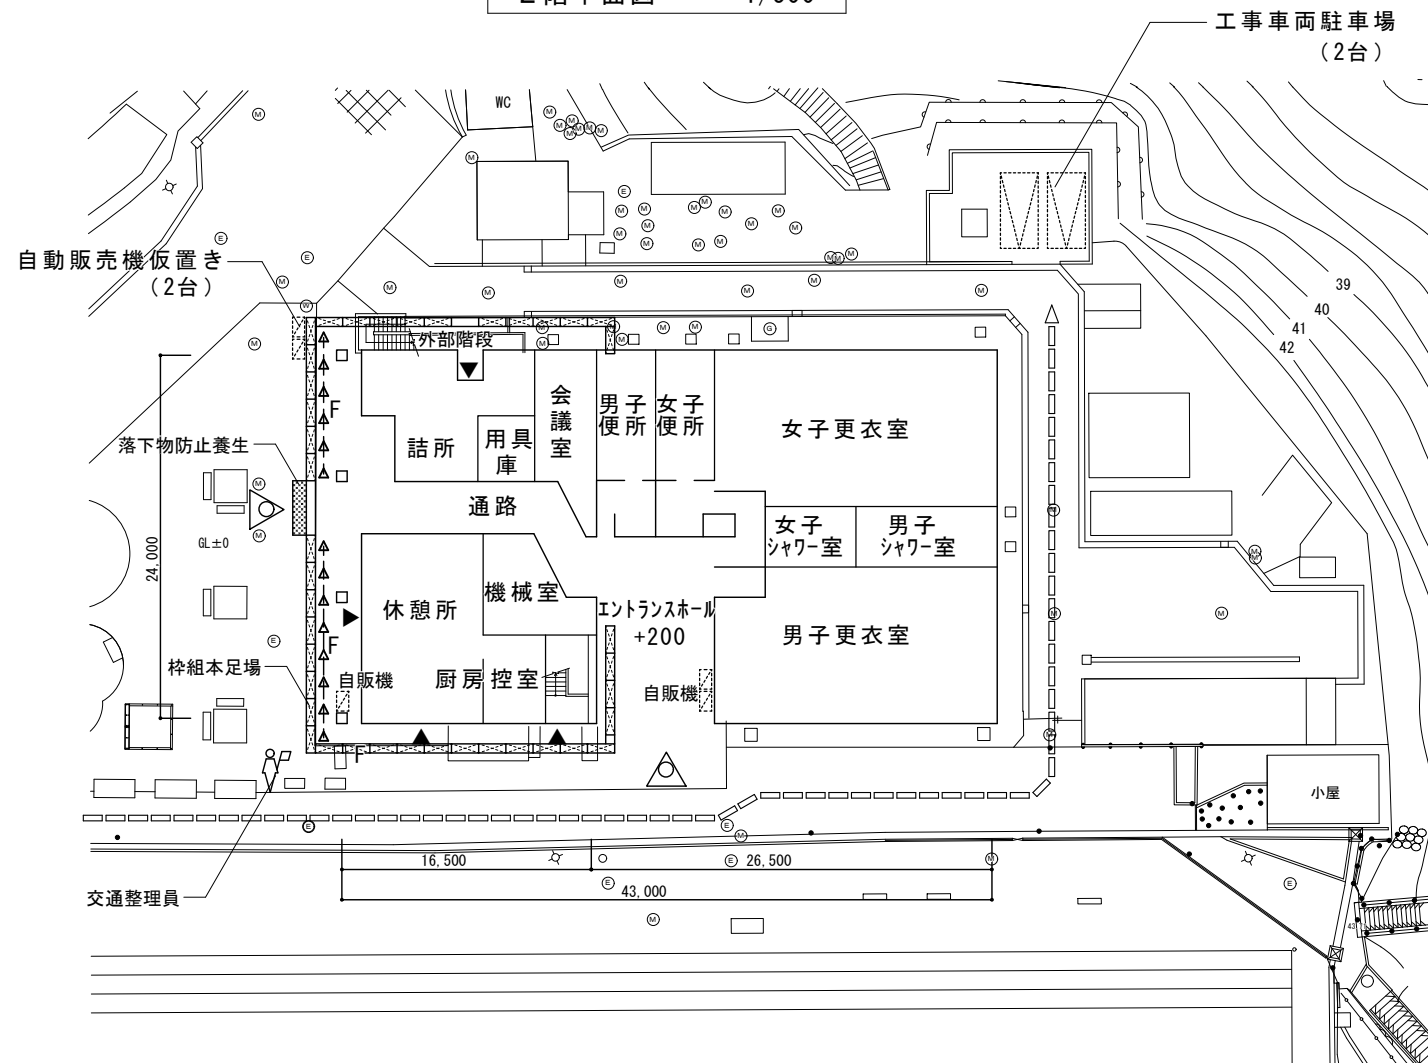 1/300
工事車両駐車場
（2台）
WC
自動販売機仮置き
（2台）
39
40
41
42
外部階段
F
詰所
用具
庫
会
議
室
男子
便所
女子
便所
女子更衣室
落下物防止養生
通路
GL±0
24,000
女子
ｼｬﾜｰ室
男子
ｼｬﾜｰ室
休憩所
機械室
ｴﾝﾄﾗﾝｽﾎｰﾙ
+200
男子更衣室
F
枠組本足場
自販機
厨房控室
自販機
F
小屋
16,500
26,500
43,000
交通整理員
43